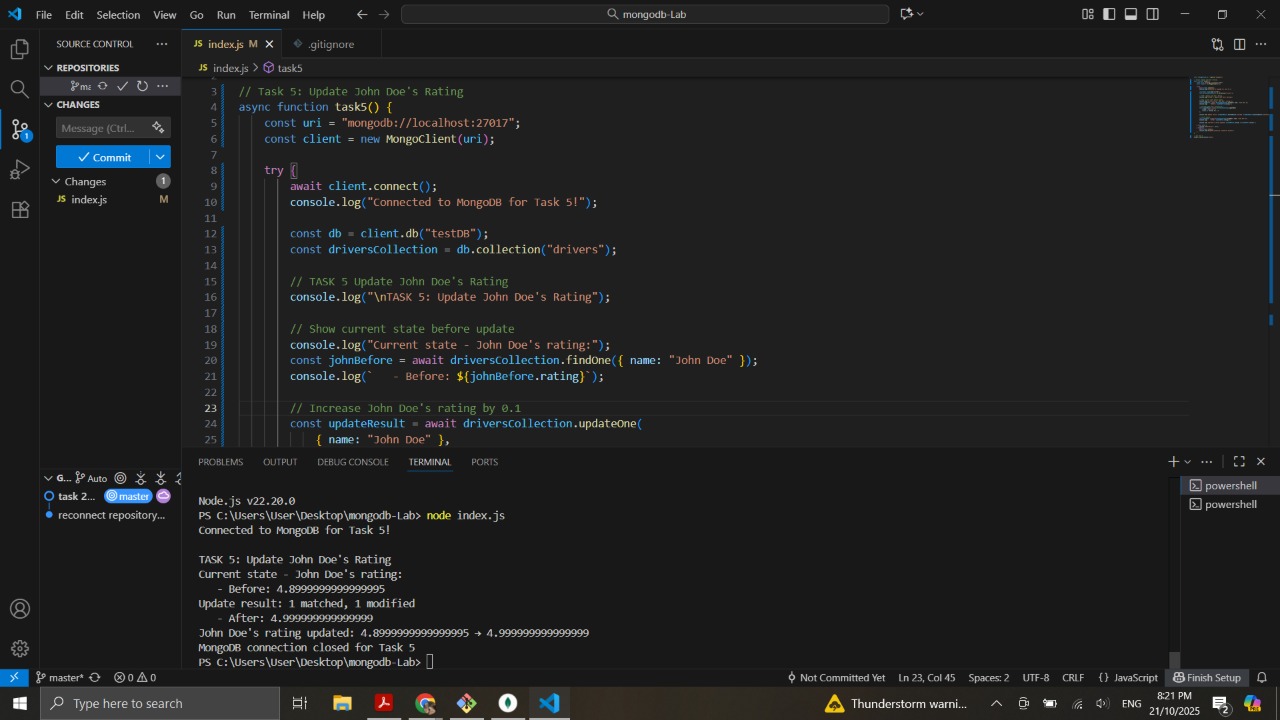 File Edit Selection View Go Run Terminal Help
mongodb-Lab
SOURCE CONTROL
REPOSITORIES
CHANGES
Message (Ctrl...
Commit
Changes 1
JS index.js M
G... Auto
task 2... master
reconnect repository...
JS index.js M
.gitignore
JS index.js > task5
3 // Task 5: Update John Doe's Rating
4 async function task5() {
5 const uri = "mongodb://localhost:27017";
6 const client = new MongoClient(uri);
7
8 try {
9 await client.connect();
10 console.log("Connected to MongoDB for Task 5!");
11
12 const db = client.db("testDB");
13 const driversCollection = db.collection("drivers");
14
15 // TASK 5 Update John Doe's Rating
16 console.log("\nTASK 5: Update John Doe's Rating");
17
18 // Show current state before update
19 console.log("Current state - John Doe's rating:");
20 const johnBefore = await driversCollection.findOne({ name: "John Doe" });
21 console.log(`   - Before: ${johnBefore.rating}`);
22
23 // Increase John Doe's rating by 0.1
24 const updateResult = await driversCollection.updateOne(
25 { name: "John Doe" },
PROBLEMS OUTPUT DEBUG CONSOLE TERMINAL PORTS
powershell
powershell
Node.js v22.20.0
PS C:\Users\User\Desktop\mongodb-Lab> node index.js
Connected to MongoDB for Task 5!
TASK 5: Update John Doe's Rating
Current state - John Doe's rating:
   - Before: 4.8999999999999995
Update result: 1 matched, 1 modified
   - After: 4.999999999999999
John Doe's rating updated: 4.8999999999999995 → 4.999999999999999
MongoDB connection closed for Task 5
PS C:\Users\User\Desktop\mongodb-Lab>
master* 0 0 Not Committed Yet Ln 23, Col 45 Spaces: 2 UTF-8 CRLF {} JavaScript Finish Setup
Type here to search
Thunderstorm warni...
ENG
8:21 PM
21/10/2025
2